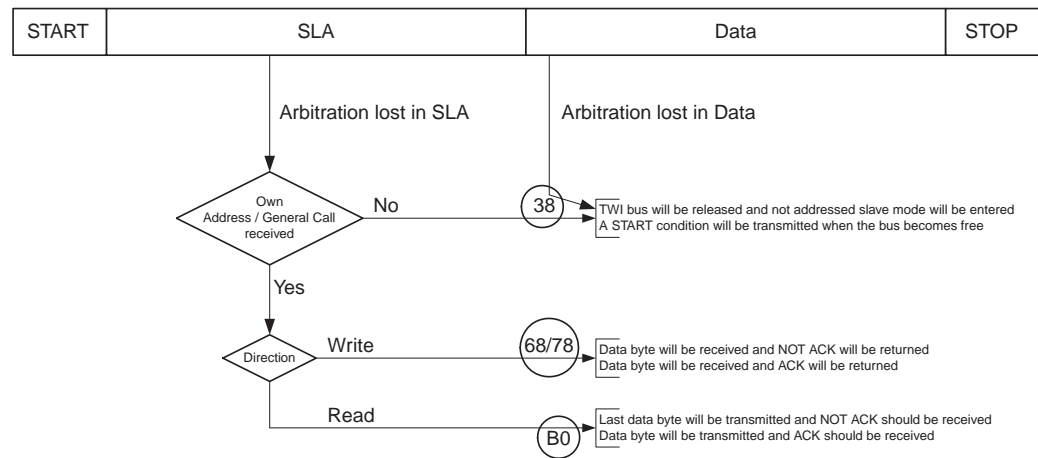 START SLA Data STOP
Arbitration lost in SLA Arbitration lost in Data
Own
Address / General Call
received
No
38
TWI bus will be released and not addressed slave mode will be entered
A START condition will be transmitted when the bus becomes free
Yes
Direction
Write
68/78
Data byte will be received and NOT ACK will be returned
Data byte will be received and ACK will be returned
Read
B0
Last data byte will be transmitted and NOT ACK should be received
Data byte will be transmitted and ACK should be received